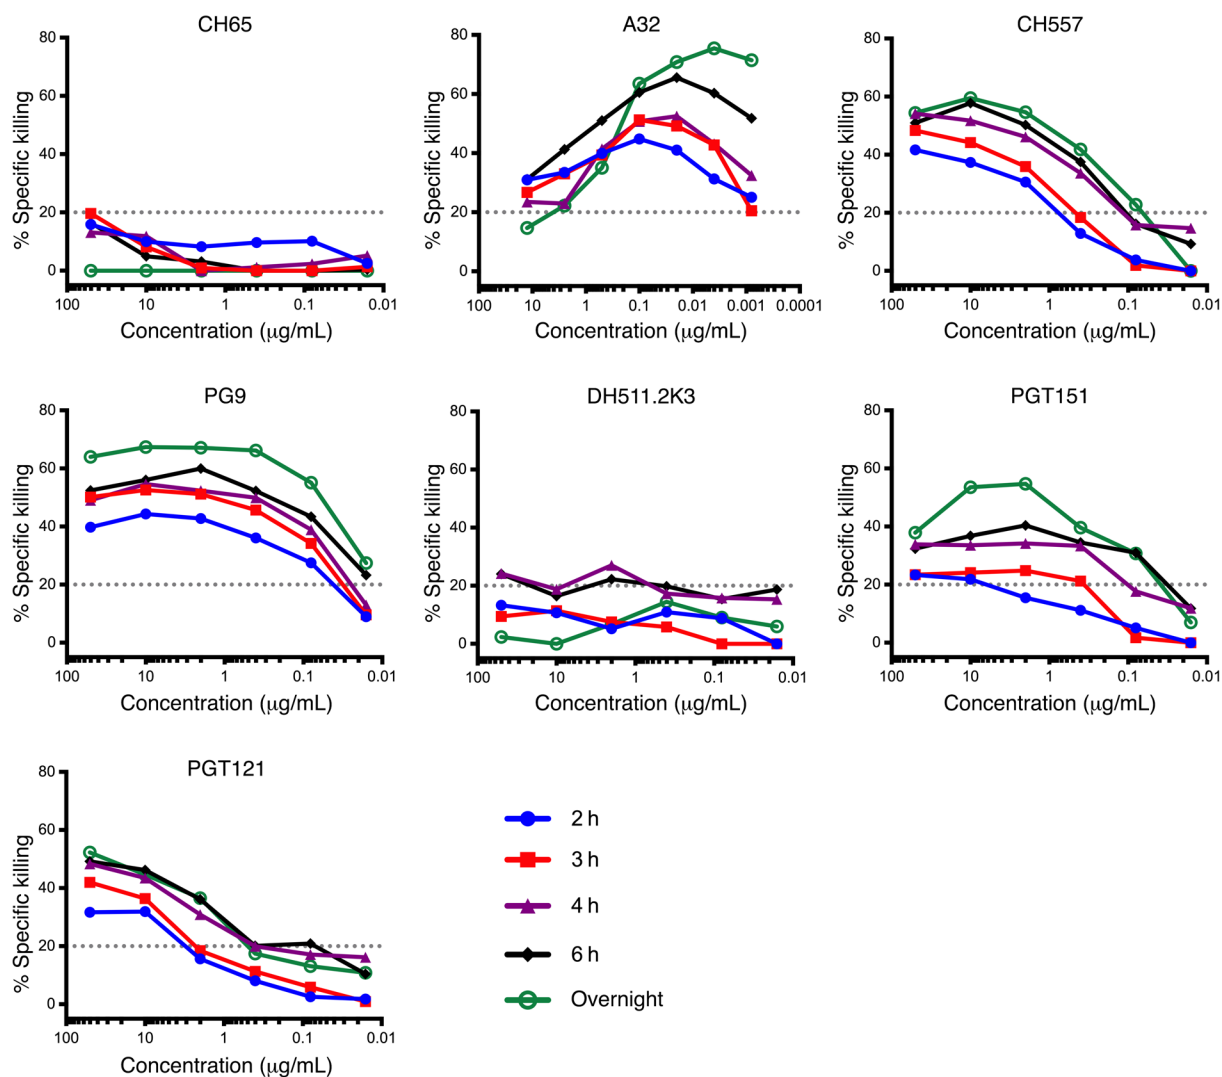 CH65
80
60
40
20
0
% Specific killing
100
10
1
0.1
0.01
Concentration (μg/mL)
A32
80
60
40
20
0
% Specific killing
10
1
0.1
0.01
0.001
0.0001
Concentration (μg/mL)
CH557
80
60
40
20
0
% Specific killing
100
10
1
0.1
0.01
Concentration (μg/mL)
PG9
80
60
40
20
0
% Specific killing
100
10
1
0.1
0.01
Concentration (μg/mL)
DH511.2K3
80
60
40
20
0
% Specific killing
100
10
1
0.1
0.01
Concentration (μg/mL)
PGT151
80
60
40
20
0
% Specific killing
100
10
1
0.1
0.01
Concentration (μg/mL)
PGT121
80
60
40
20
0
% Specific killing
100
10
1
0.1
0.01
Concentration (μg/mL)
2 h
3 h
4 h
6 h
Overnight